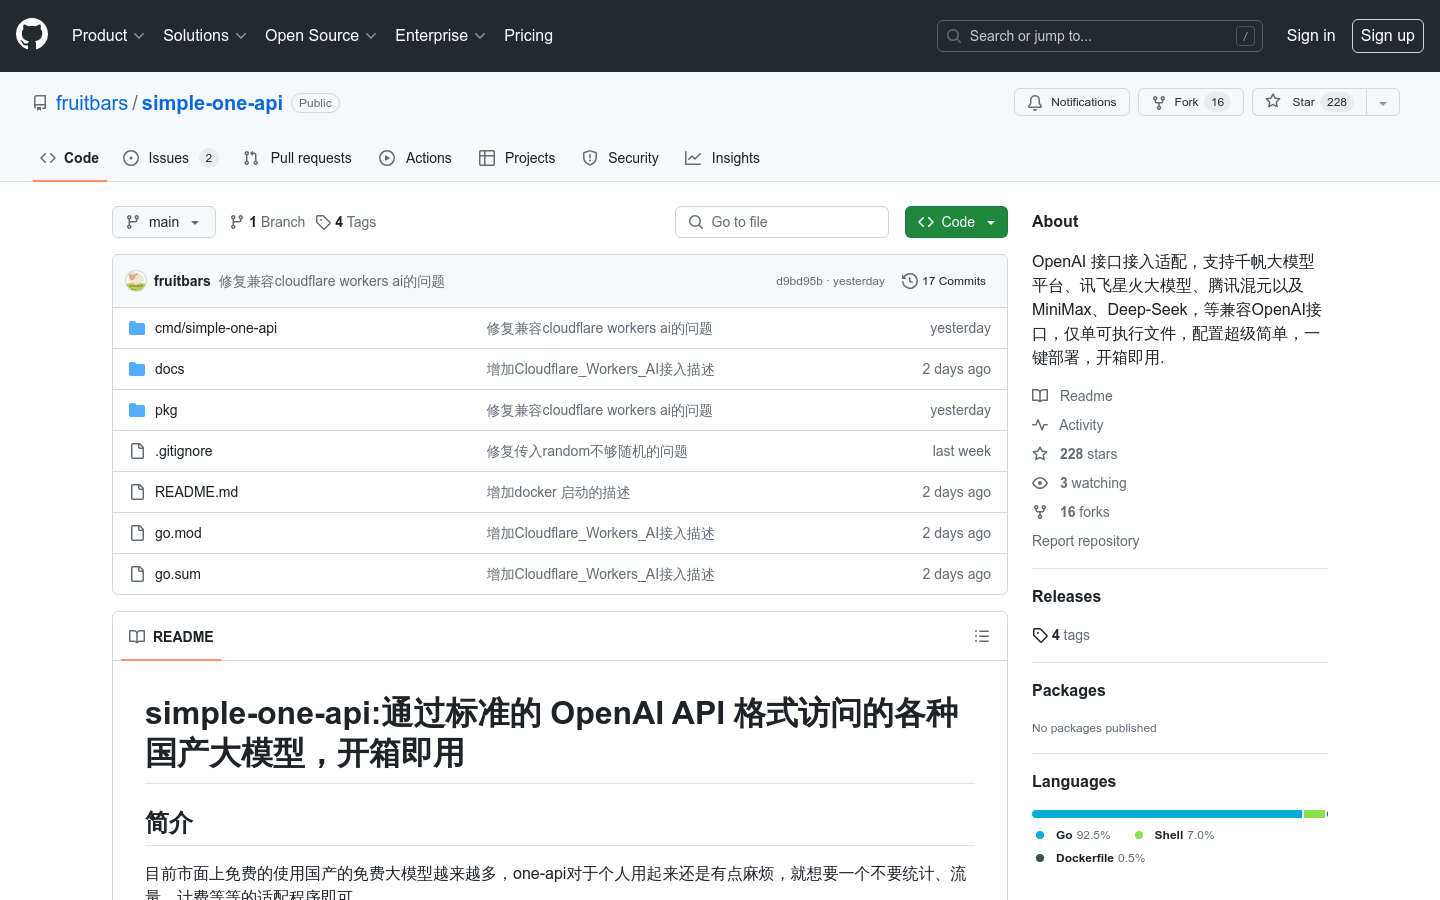 Product Solutions Open Source Enterprise Pricing Search or jump to... / Sign in Sign up
fruitbars / simple-one-api Public Notifications Fork 16 Star 228
Code Issues 2 Pull requests Actions Projects Security Insights
main 1 Branch 4 Tags Go to file Code
fruitbars 修复兼容cloudflare workers ai的问题 d9bd95b · yesterday 17 Commits
cmd/simple-one-api 修复兼容cloudflare workers ai的问题 yesterday
docs 增加Cloudflare_Workers_AI接入描述 2 days ago
pkg 修复兼容cloudflare workers ai的问题 yesterday
.gitignore 修复传入random不够随机的问题 last week
README.md 增加docker 启动的描述 2 days ago
go.mod 增加Cloudflare_Workers_AI接入描述 2 days ago
go.sum 增加Cloudflare_Workers_AI接入描述 2 days ago
README
simple-one-api:通过标准的 OpenAI API 格式访问的各种
国产大模型，开箱即用
简介
目前市面上免费的使用国产的免费大模型越来越多，one-api对于个人用起来还是有点麻烦，就想要一个不要统计、流
量、计费等等的适配程序即可
About
OpenAI 接口接入适配，支持千帆大模型
平台、讯飞星火大模型、腾讯混元以及
MiniMax、Deep-Seek，等兼容OpenAI接
口，仅单可执行文件，配置超级简单，一
键部署，开箱即用.
Readme
Activity
228 stars
3 watching
16 forks
Report repository
Releases
4 tags
Packages
No packages published
Languages
Go 92.5% Shell 7.0%
Dockerfile 0.5%